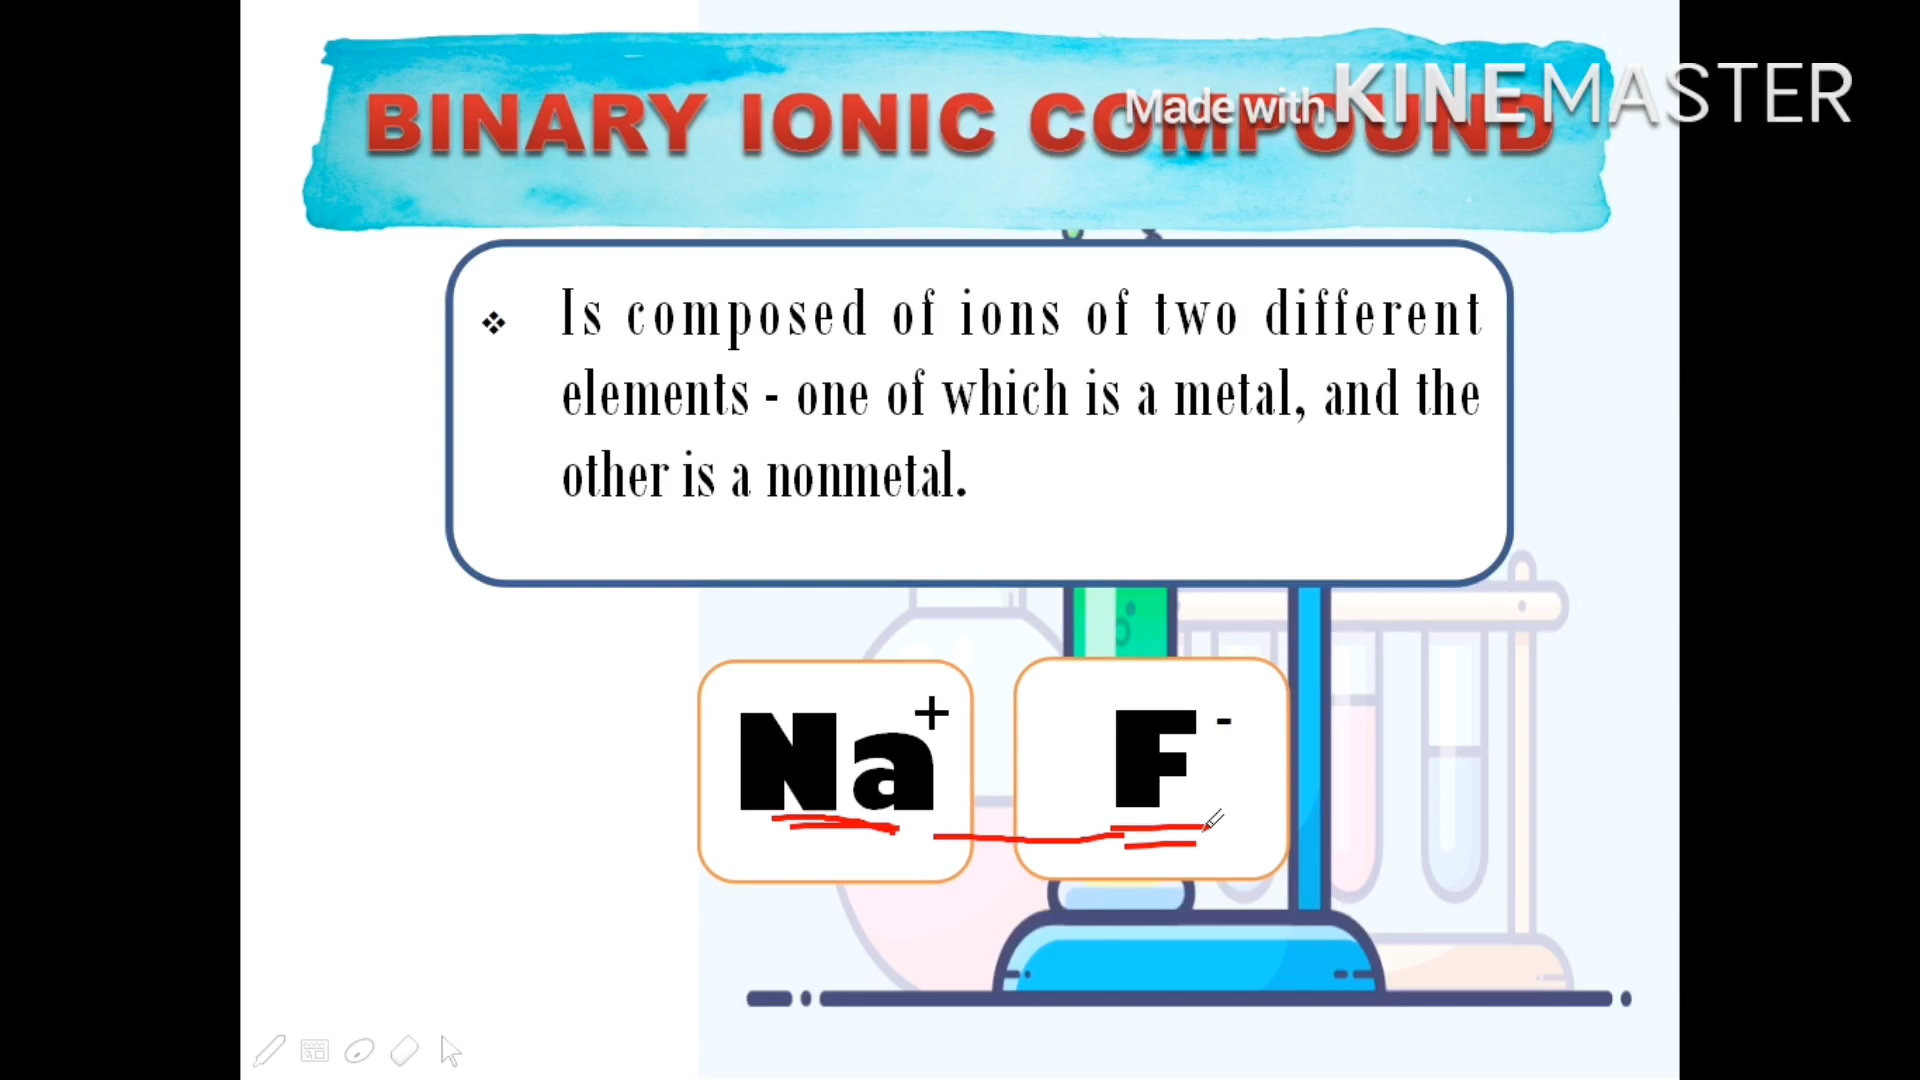 BINARY IONIC COMPOUND
Made with KINEMASTER
❖ Is composed of ions of two different
elements - one of which is a metal, and the
other is a nonmetal.
Na+ F-